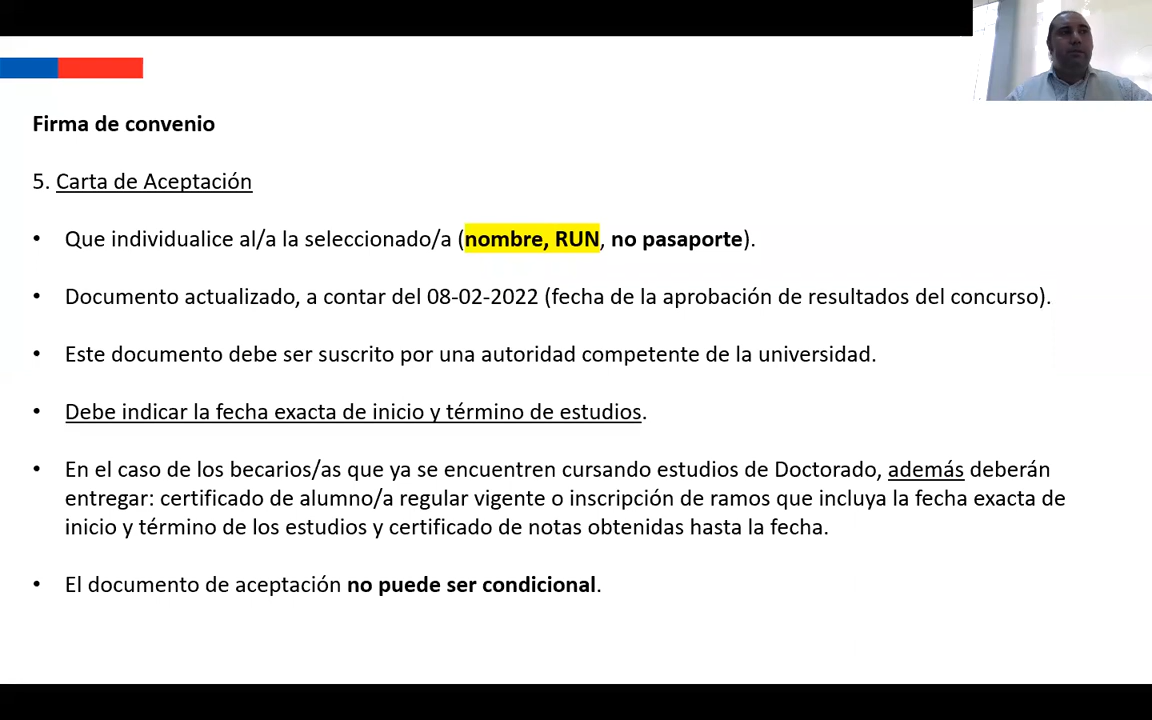 Firma de convenio
5. Carta de Aceptación
• Que individualice al/a la seleccionado/a (nombre, RUN, no pasaporte).
• Documento actualizado, a contar del 08-02-2022 (fecha de la aprobación de resultados del concurso).
• Este documento debe ser suscrito por una autoridad competente de la universidad.
• Debe indicar la fecha exacta de inicio y término de estudios.
• En el caso de los becarios/as que ya se encuentren cursando estudios de Doctorado, además deberán
entregar: certificado de alumno/a regular vigente o inscripción de ramos que incluya la fecha exacta de
inicio y término de los estudios y certificado de notas obtenidas hasta la fecha.
• El documento de aceptación no puede ser condicional.